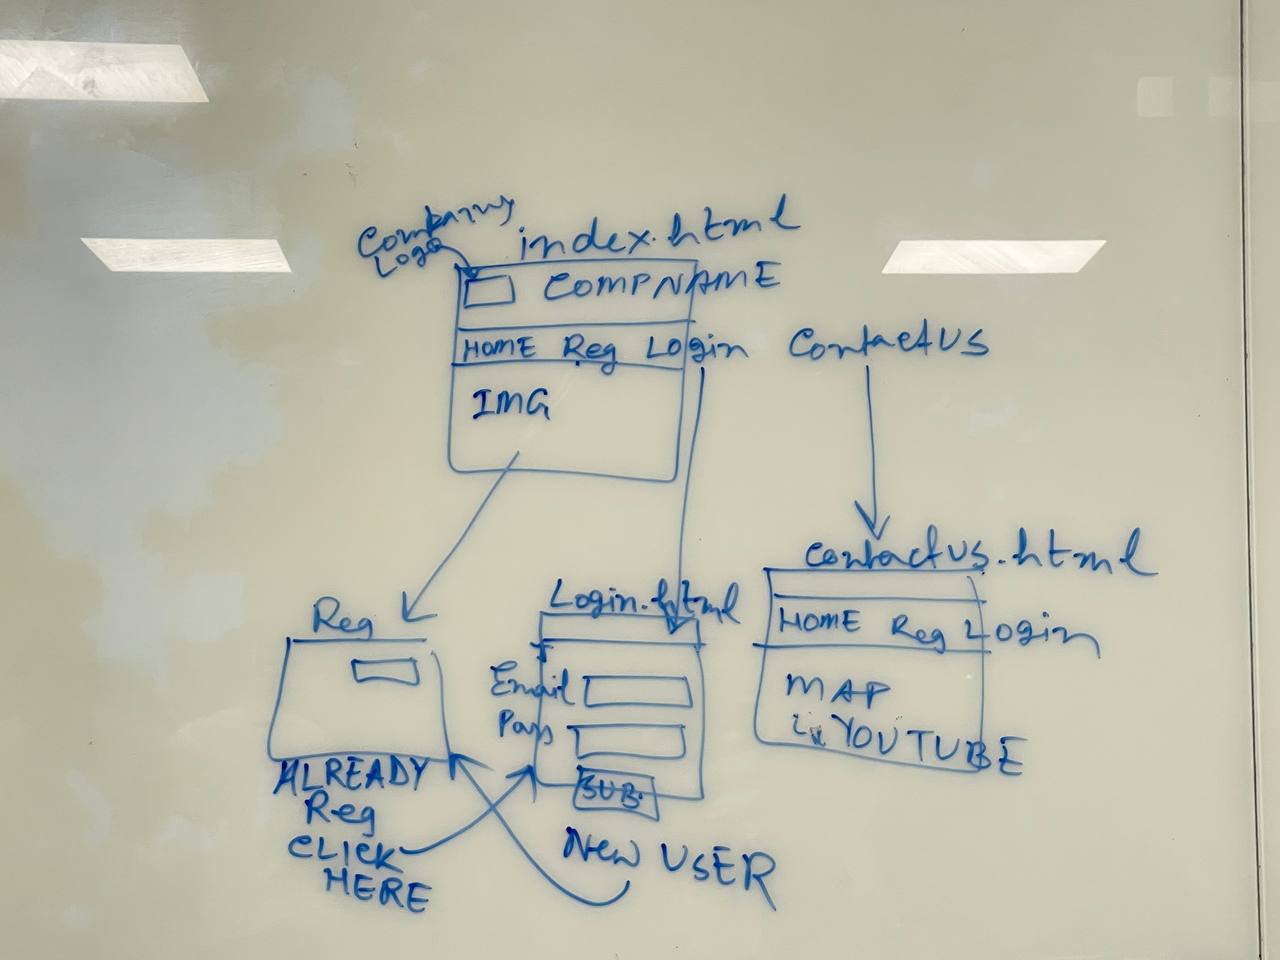 Company
Logo
index.html
COMPNAME
HOME Reg Login ContactUS
IMG
Reg
ALREADY
Reg
CLICK
HERE
Login.html
Email
Pass
SUB.
New USER
ContactUS.html
HOME Reg Login
MAP
YOUTUBE